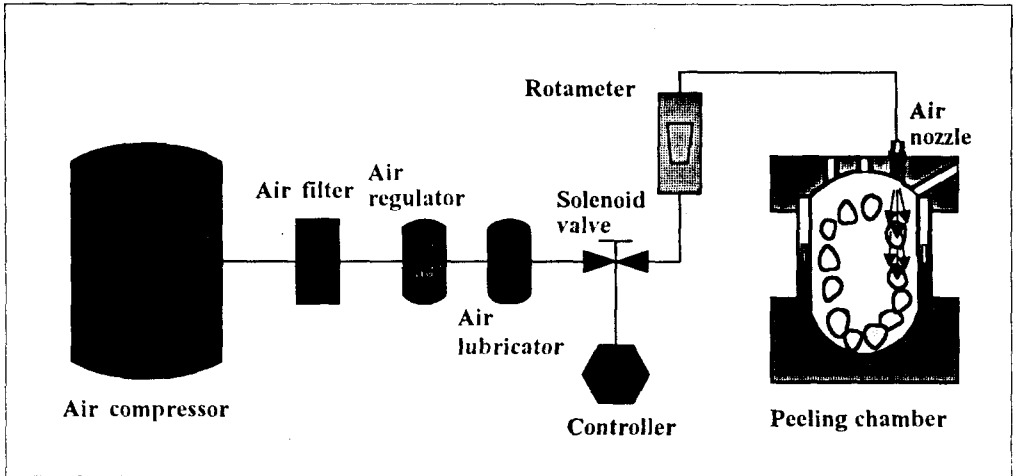 Rotameter
Air
nozzle
Air filter
Air
regulator
Solenoid
valve
Air
lubricator
Air compressor
Controller
Peeling chamber